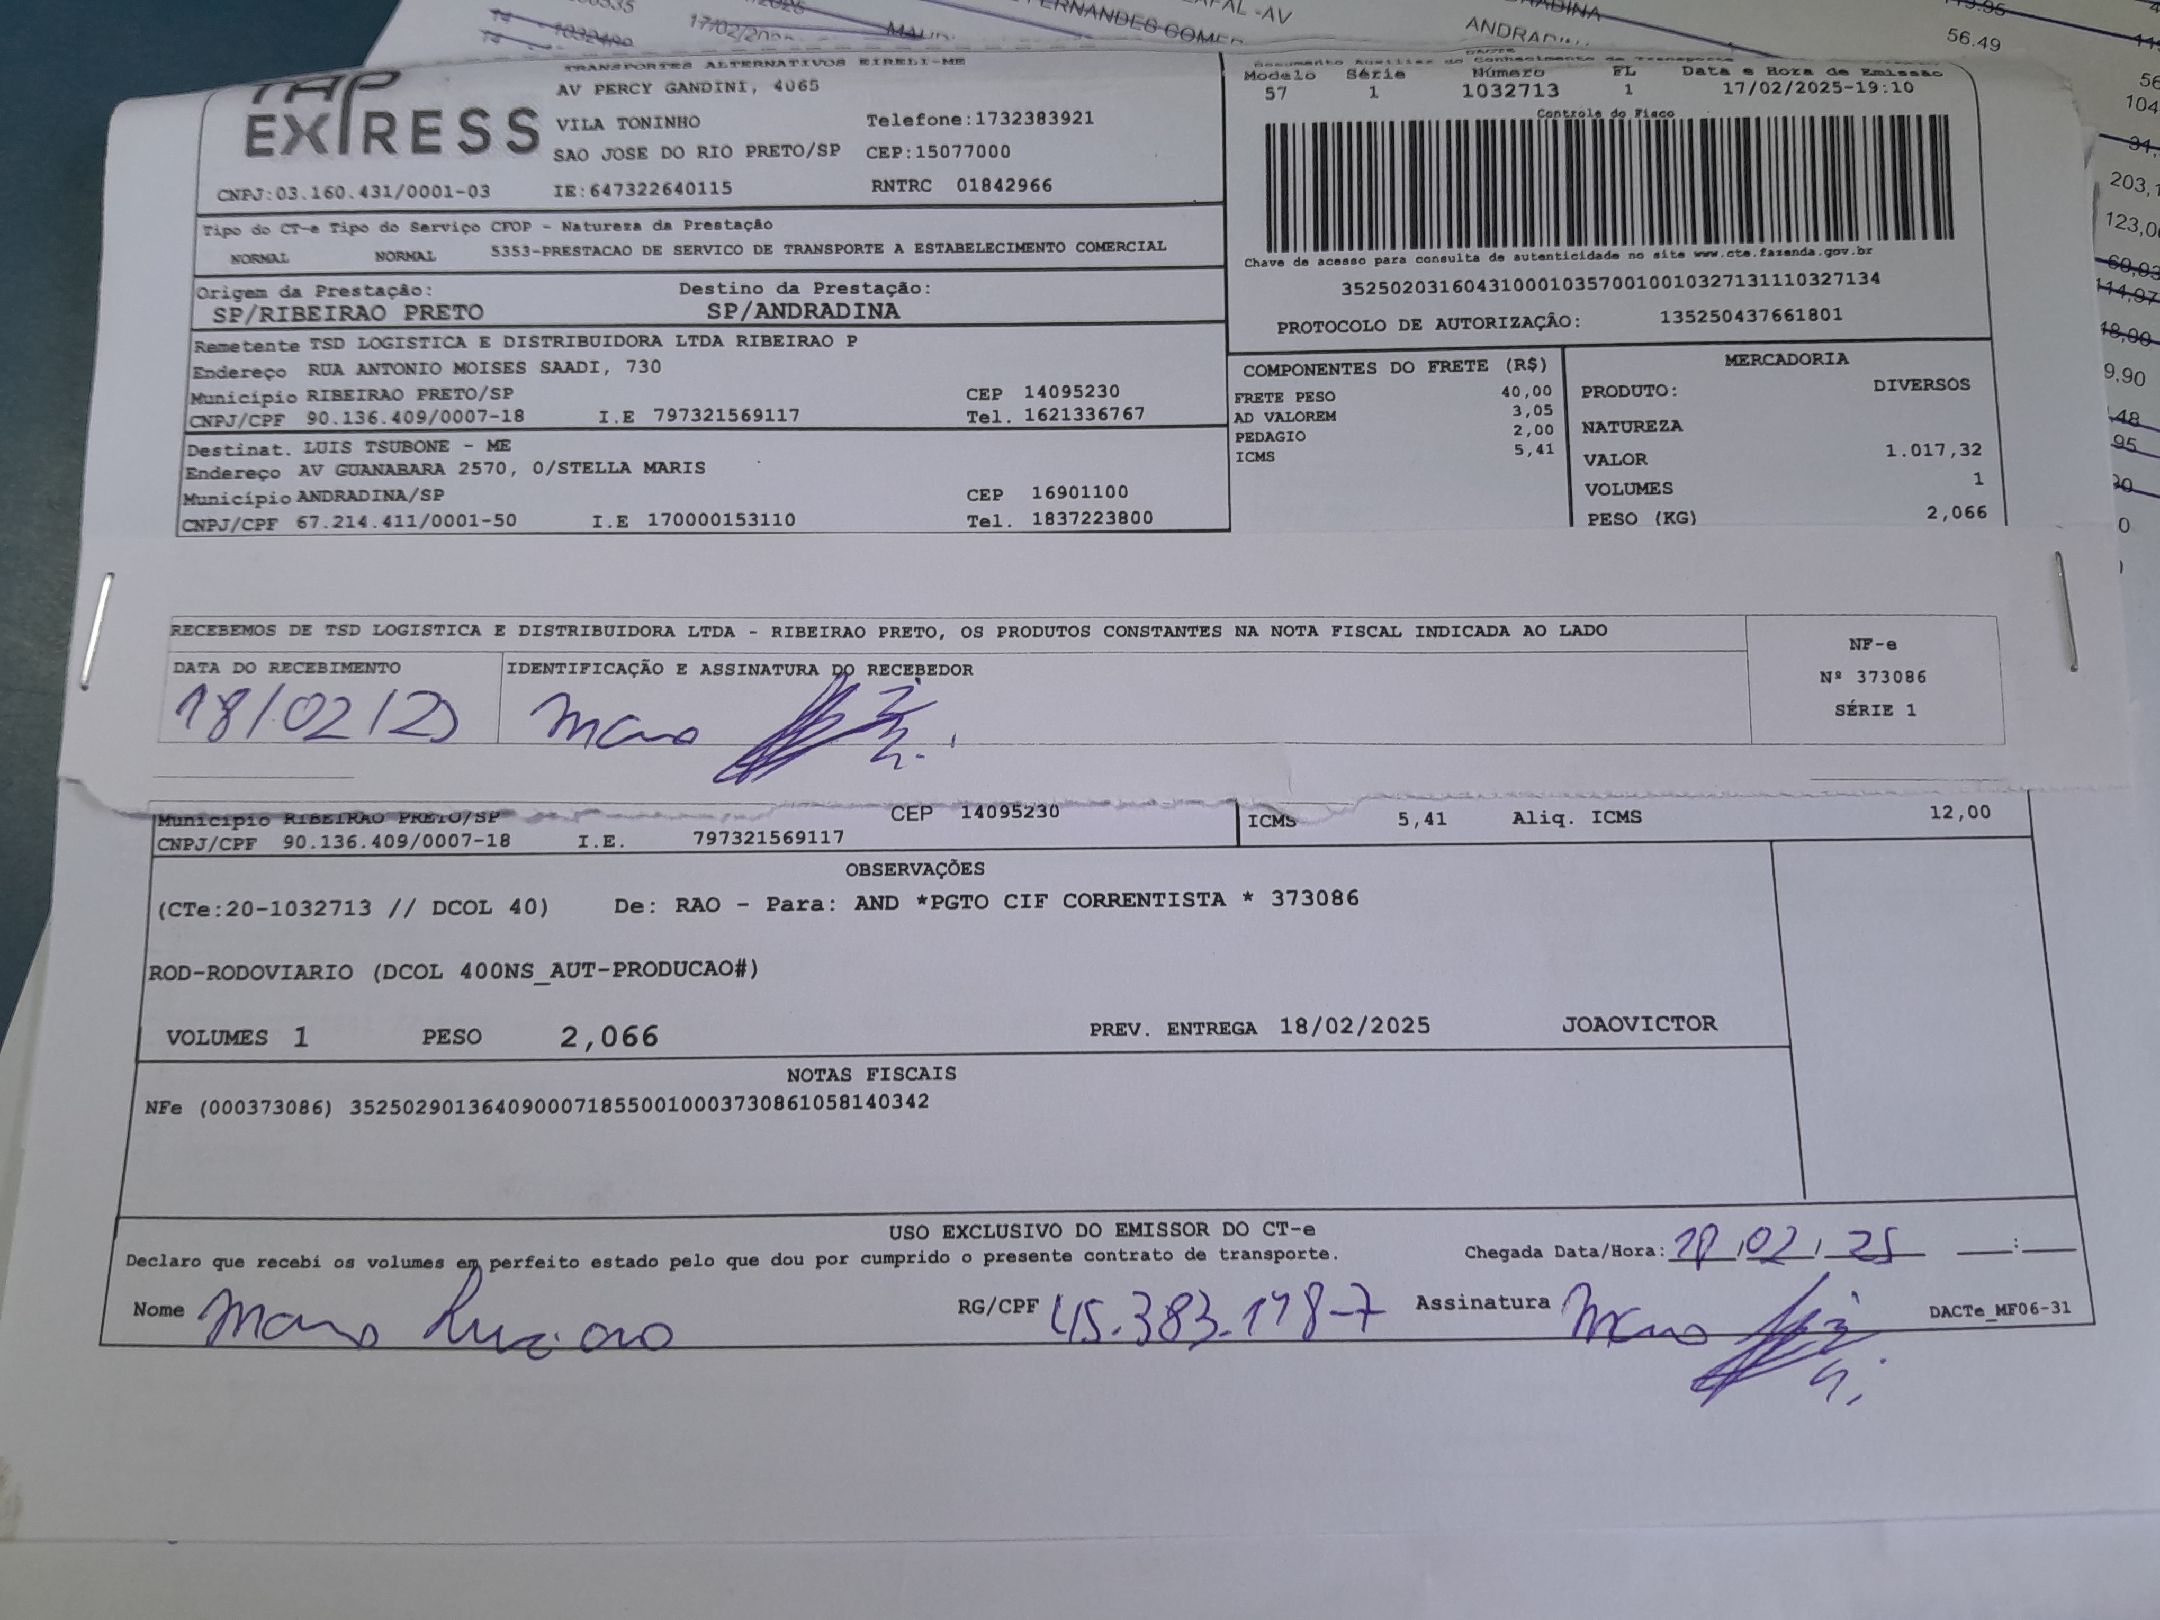 EXPRESS
TRANSPORTES ALTERNATIVOS EIRELI-ME
AV PERCY GANDINI, 4065
VILA TONINHO Telefone:1732383921
SAO JOSE DO RIO PRETO/SP CEP:15077000
CNPJ:03.160.431/0001-03 IE:647322640115 RNTRC 01842966
Tipo do CT-e Tipo do Serviço CFOP - Natureza da Prestação
NORMAL NORMAL 5353-PRESTACAO DE SERVICO DE TRANSPORTE A ESTABELECIMENTO COMERCIAL
Origem da Prestação: Destino da Prestação:
SP/RIBEIRAO PRETO SP/ANDRADINA
Remetente TSD LOGISTICA E DISTRIBUIDORA LTDA RIBEIRAO P
Endereço RUA ANTONIO MOISES SAADI, 730
Município RIBEIRAO PRETO/SP CEP 14095230
CNPJ/CPF 90.136.409/0007-18 I.E 797321569117 Tel. 1621336767
Destinat. LUIS TSUBONE - ME
Endereço AV GUANABARA 2570, 0/STELLA MARIS
Município ANDRADINA/SP CEP 16901100
CNPJ/CPF 67.214.411/0001-50 I.E 170000153110 Tel. 1837223800
Modelo Série Número FL Data e Hora de Emissão
57 1 1032713 1 17/02/2025-19:10
Controle do Fisco
Chave de acesso para consulta de autenticidade no site www.cte.fazenda.gov.br
35250203160431000103570010010327131110327134
PROTOCOLO DE AUTORIZAÇÂO: 135250437661801
COMPONENTES DO FRETE (R$)
FRETE PESO 40,00
AD VALOREM 3,05
PEDAGIO 2,00
ICMS 5,41
MERCADORIA
PRODUTO: DIVERSOS
NATUREZA
VALOR 1.017,32
VOLUMES 1
PESO (KG) 2,066
RECEBEMOS DE TSD LOGISTICA E DISTRIBUIDORA LTDA - RIBEIRAO PRETO, OS PRODUTOS CONSTANTES NA NOTA FISCAL INDICADA AO LADO
DATA DO RECEBIMENTO IDENTIFICAÇÃO E ASSINATURA DO RECEBEDOR
18/02/25
NF-e
Nº 373086
SÉRIE 1
Município RIBEIRAO PRETO/SP CEP 14095230
CNPJ/CPF 90.136.409/0007-18 I.E. 797321569117
ICMS 5,41 Aliq. ICMS 12,00
OBSERVAÇÕES
(CTe:20-1032713 // DCOL 40) De: RAO - Para: AND *PGTO CIF CORRENTISTA * 373086
ROD-RODOVIARIO (DCOL 400NS_AUT-PRODUCAO#)
VOLUMES 1 PESO 2,066 PREV. ENTREGA 18/02/2025 JOAOVICTOR
NOTAS FISCAIS
NFe (000373086) 35250290136409000718550010003730861058140342
USO EXCLUSIVO DO EMISSOR DO CT-e
Declaro que recebi os volumes em perfeito estado pelo que dou por cumprido o presente contrato de transporte. Chegada Data/Hora: 18/02/25 ___:___
Nome RG/CPF 45.383.178-7 Assinatura DACTe_MF06-31
ANDRADINA
56.49
203,1
123,0
9,90